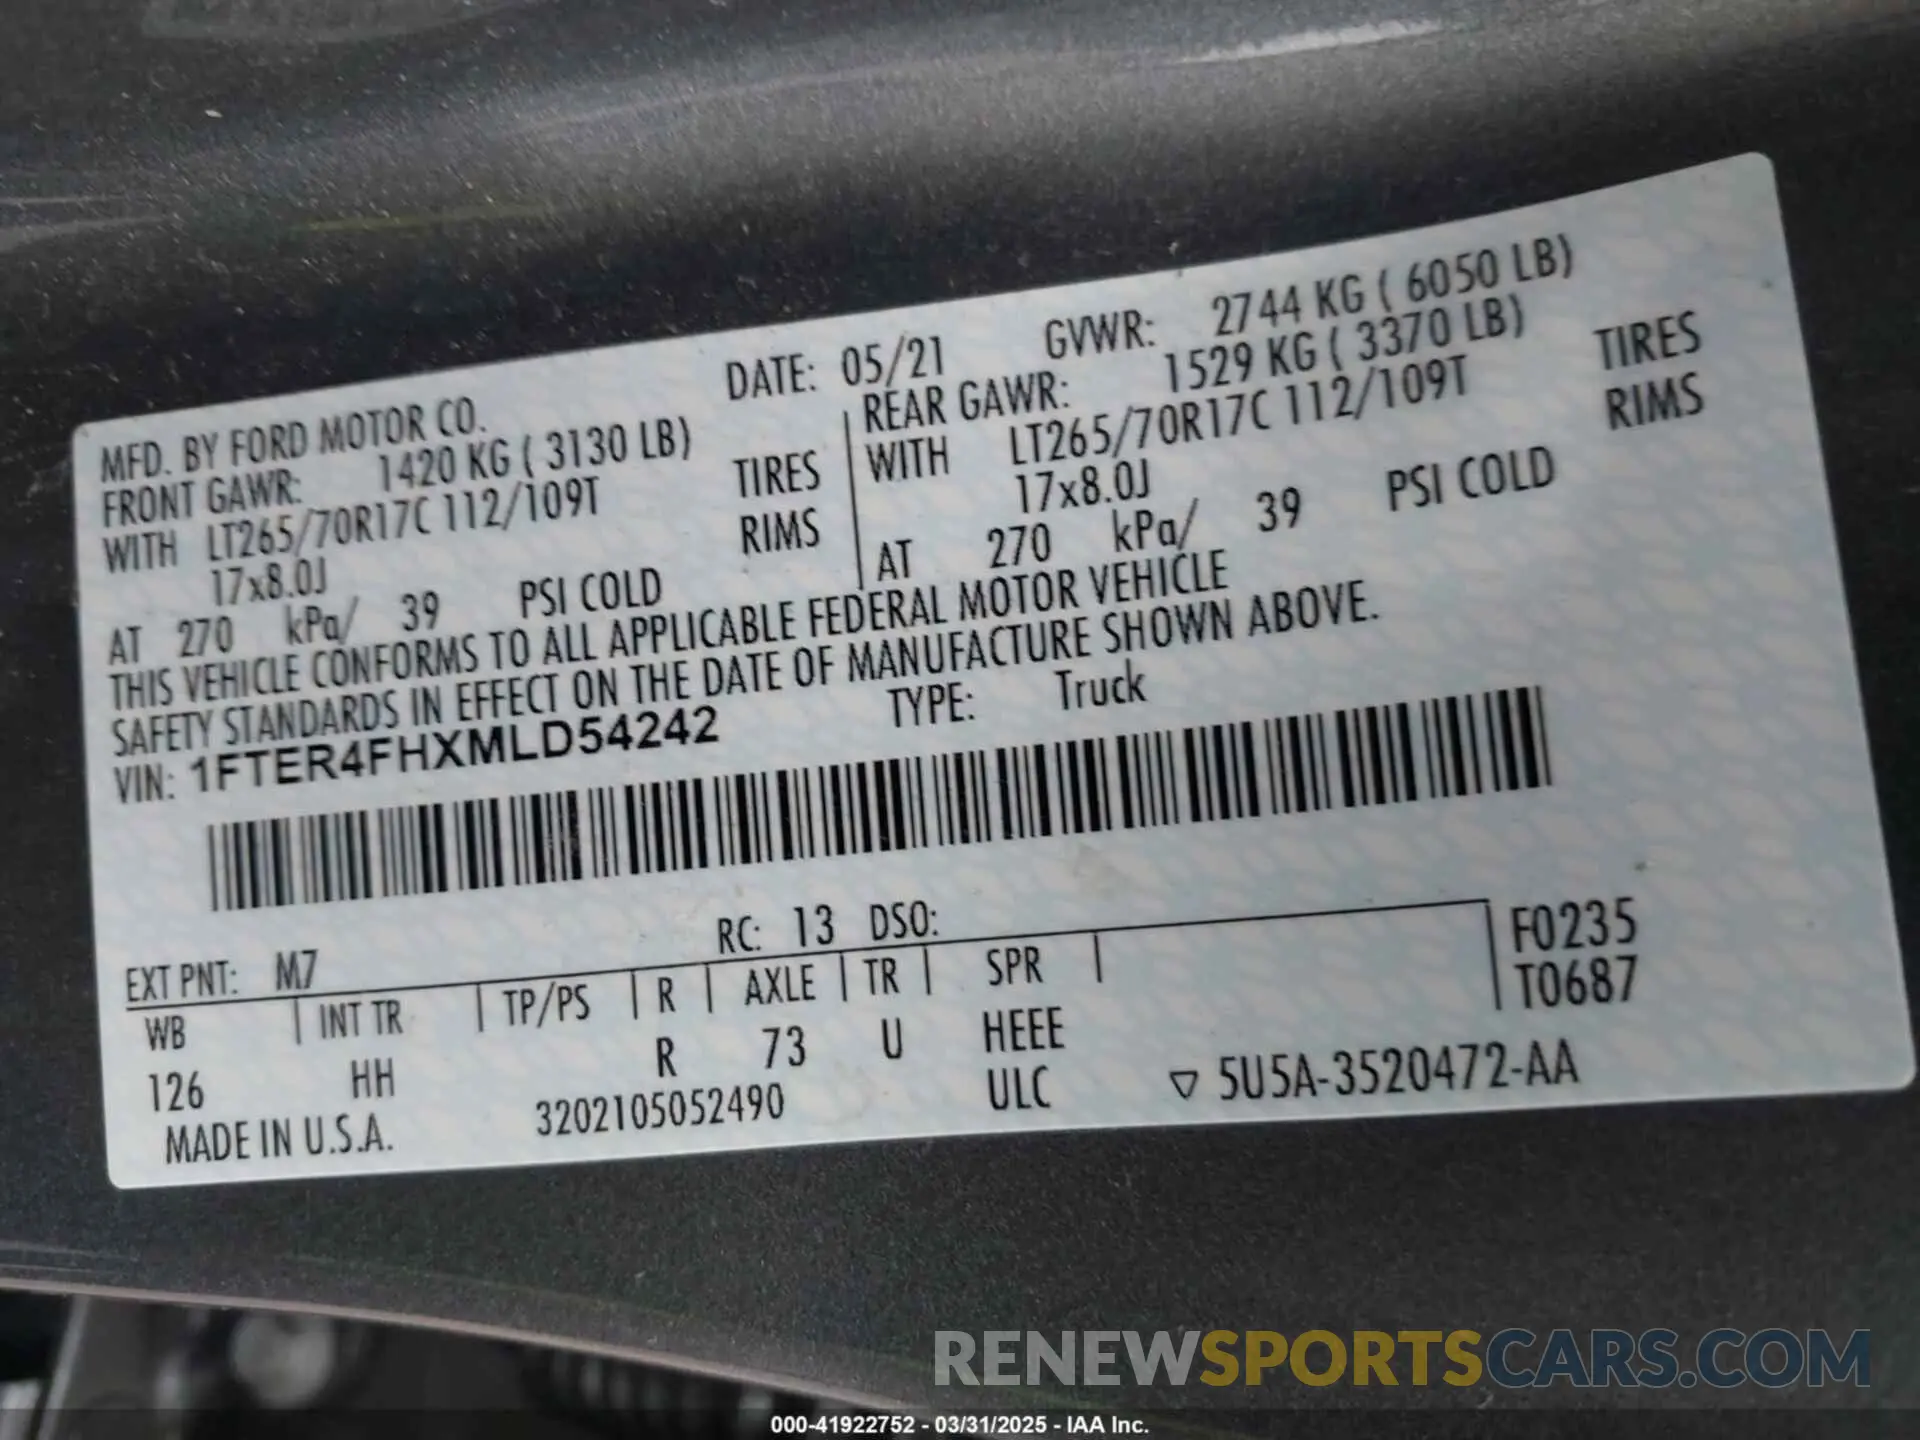 MFD. BY FORD MOTOR CO. DATE: 05/21 GVWR: 2744 KG ( 6050 LB)
FRONT GAWR: 1420 KG ( 3130 LB) REAR GAWR: 1529 KG ( 3370 LB)
WITH LT265/70R17C 112/109T TIRES WITH LT265/70R17C 112/109T TIRES
17x8.0J RIMS 17x8.0J RIMS
AT 270 kPa/ 39 PSI COLD AT 270 kPa/ 39 PSI COLD
THIS VEHICLE CONFORMS TO ALL APPLICABLE FEDERAL MOTOR VEHICLE
SAFETY STANDARDS IN EFFECT ON THE DATE OF MANUFACTURE SHOWN ABOVE.
VIN: 1FTER4FHXMLD54242 TYPE: Truck
EXT PNT: M7 RC: 13 DSO: F0235
WB INT TR TP/PS R AXLE TR SPR T0687
126 HH R 73 U HEEE
MADE IN U.S.A. 3202105052490 ULC ▽ 5U5A-3520472-AA
RENEWSPORTSCARS.COM
000-41922752 - 03/31/2025 - IAA Inc.